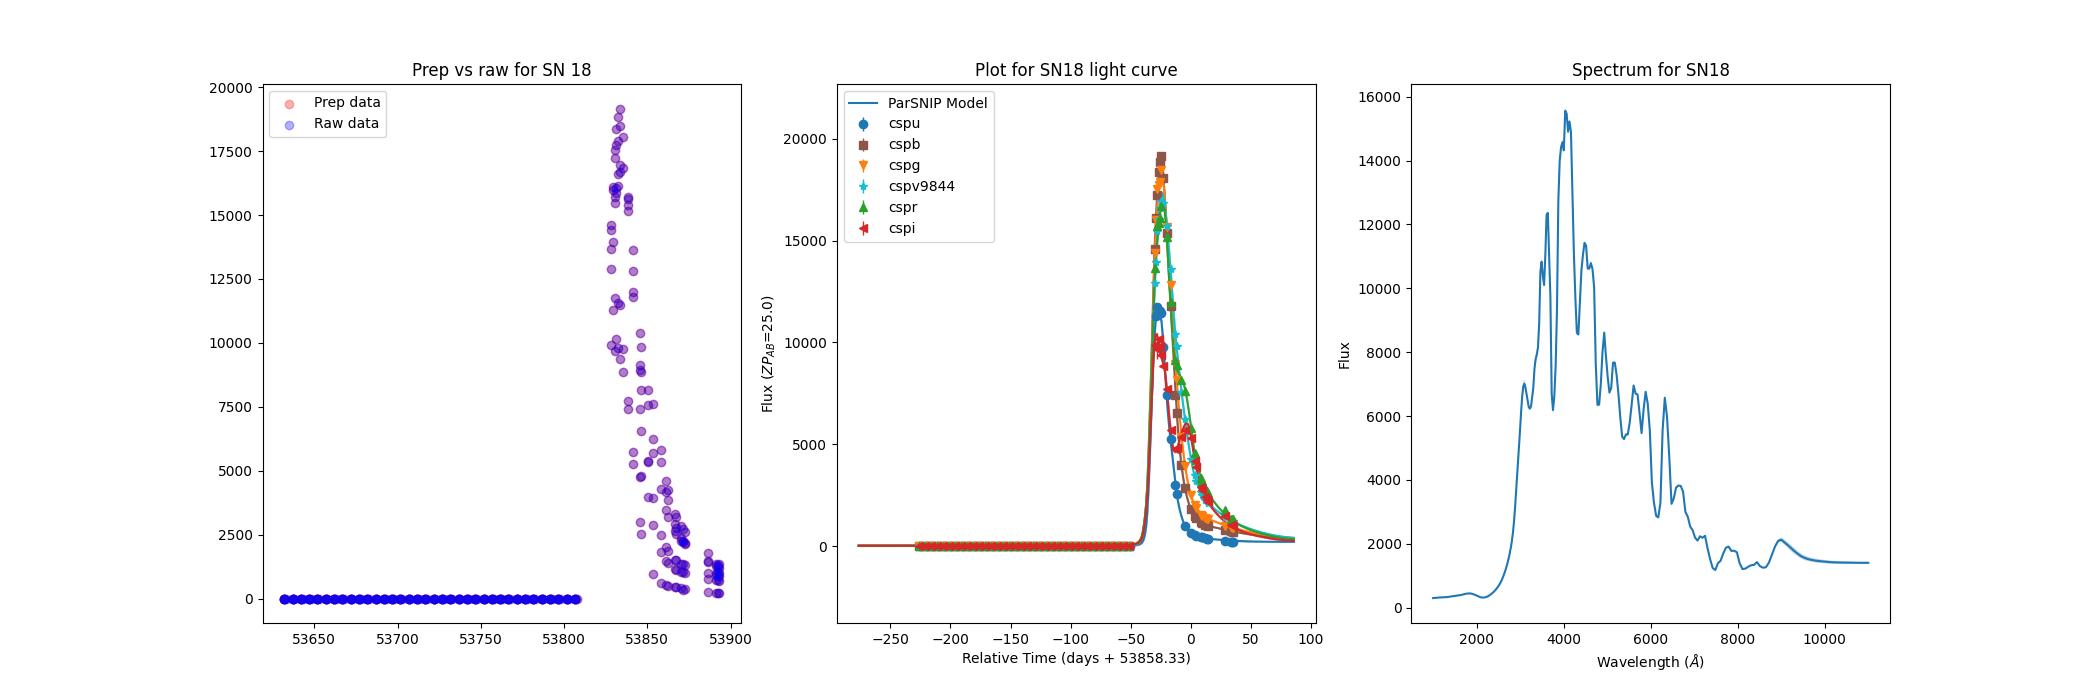 Prep vs raw for SN 18
20000
17500
15000
12500
10000
7500
5000
2500
0
53650
53700
53750
53800
53850
53900
Prep data
Raw data
Plot for SN18 light curve
Flux (ZP_AB=25.0)
20000
15000
10000
5000
0
−250
−200
−150
−100
−50
0
50
100
Relative Time (days + 53858.33)
ParSNIP Model
cspu
cspb
cspg
cspv9844
cspr
cspi
Spectrum for SN18
Flux
16000
14000
12000
10000
8000
6000
4000
2000
0
2000
4000
6000
8000
10000
Wavelength (Å)